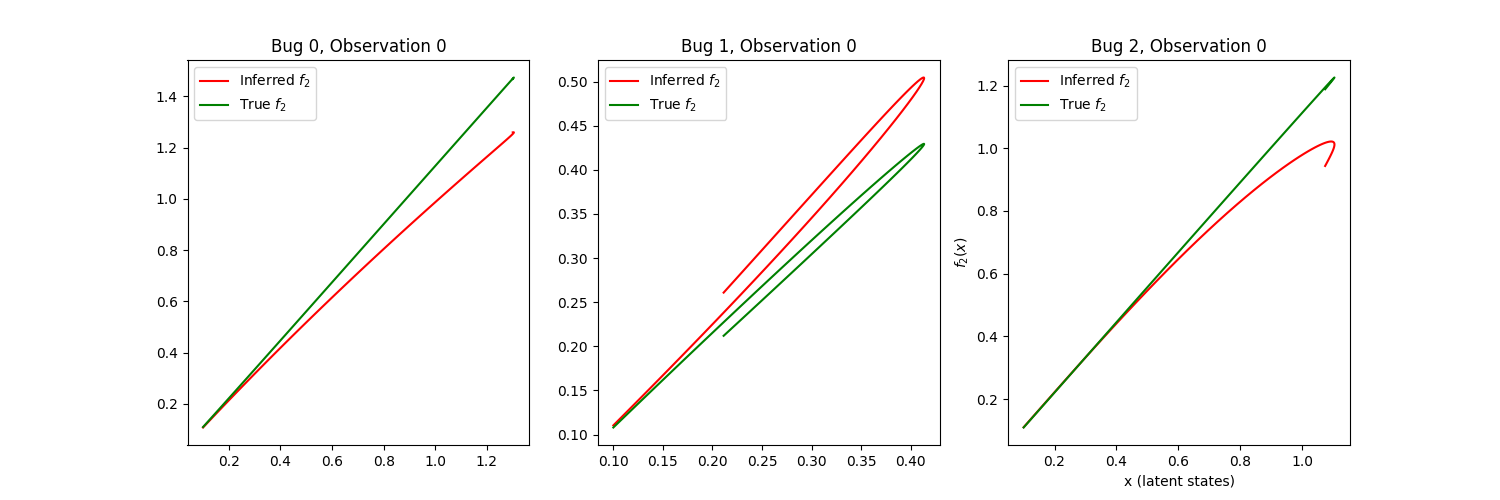 Bug 0, Observation 0
Inferred f₂
True f₂
1.4
1.2
1.0
0.8
0.6
0.4
0.2
0.2 0.4 0.6 0.8 1.0 1.2
Bug 1, Observation 0
Inferred f₂
True f₂
0.50
0.45
0.40
0.35
0.30
0.25
0.20
0.15
0.10
0.10 0.15 0.20 0.25 0.30 0.35 0.40
Bug 2, Observation 0
Inferred f₂
True f₂
f₂(x)
1.2
1.0
0.8
0.6
0.4
0.2
0.2 0.4 0.6 0.8 1.0
x (latent states)